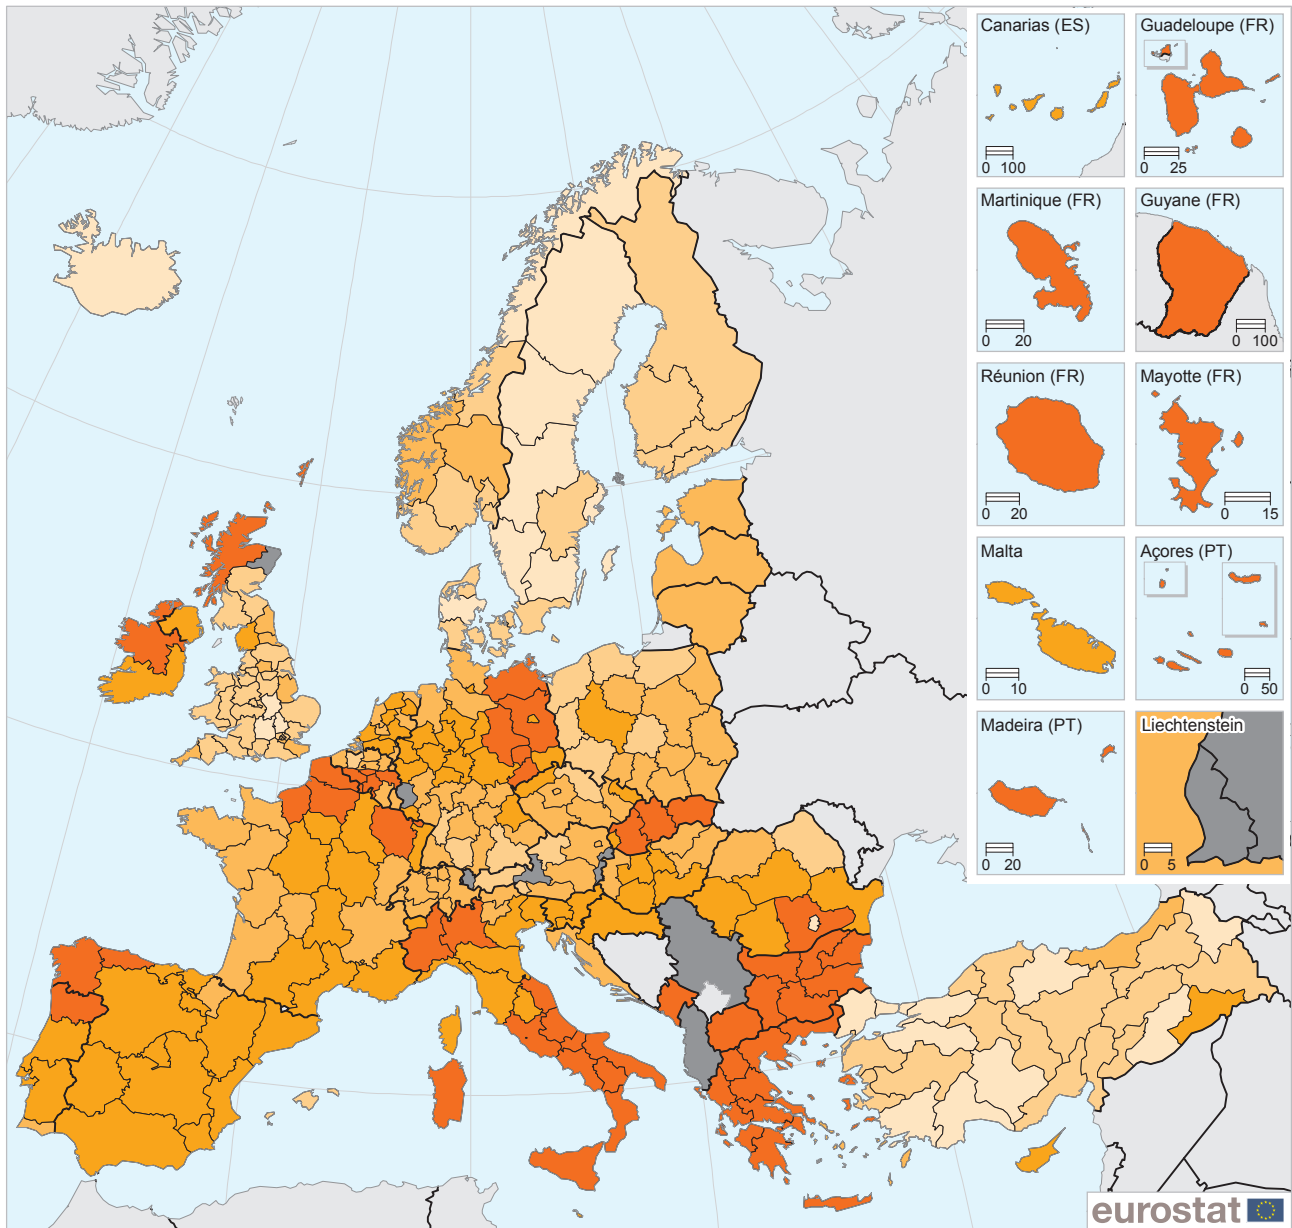 Canarias (ES)
0 100
Guadeloupe (FR)
0 25
Martinique (FR)
0 20
Guyane (FR)
0 100
Réunion (FR)
0 20
Mayotte (FR)
0 15
Malta
0 10
Açores (PT)
0 50
Madeira (PT)
0 20
Liechtenstein
0 5
eurostat